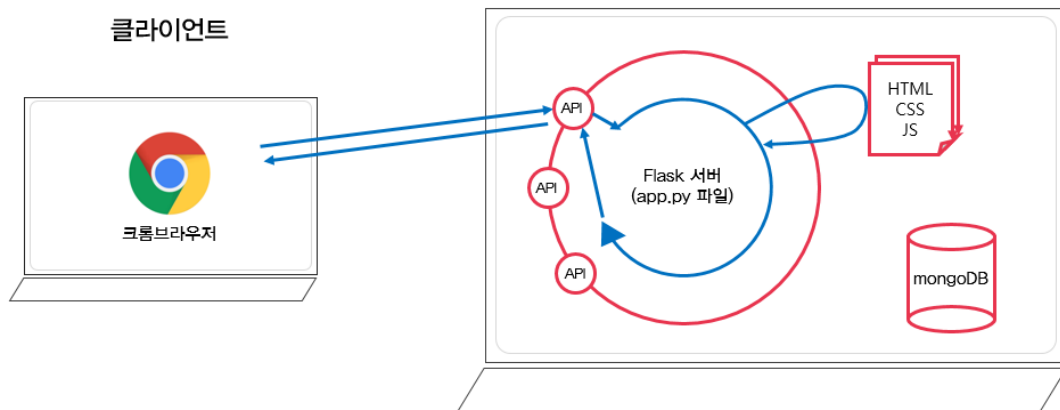 클라이언트
크롬브라우저
API
API
API
Flask 서버
(app.py 파일)
HTML
CSS
JS
mongoDB